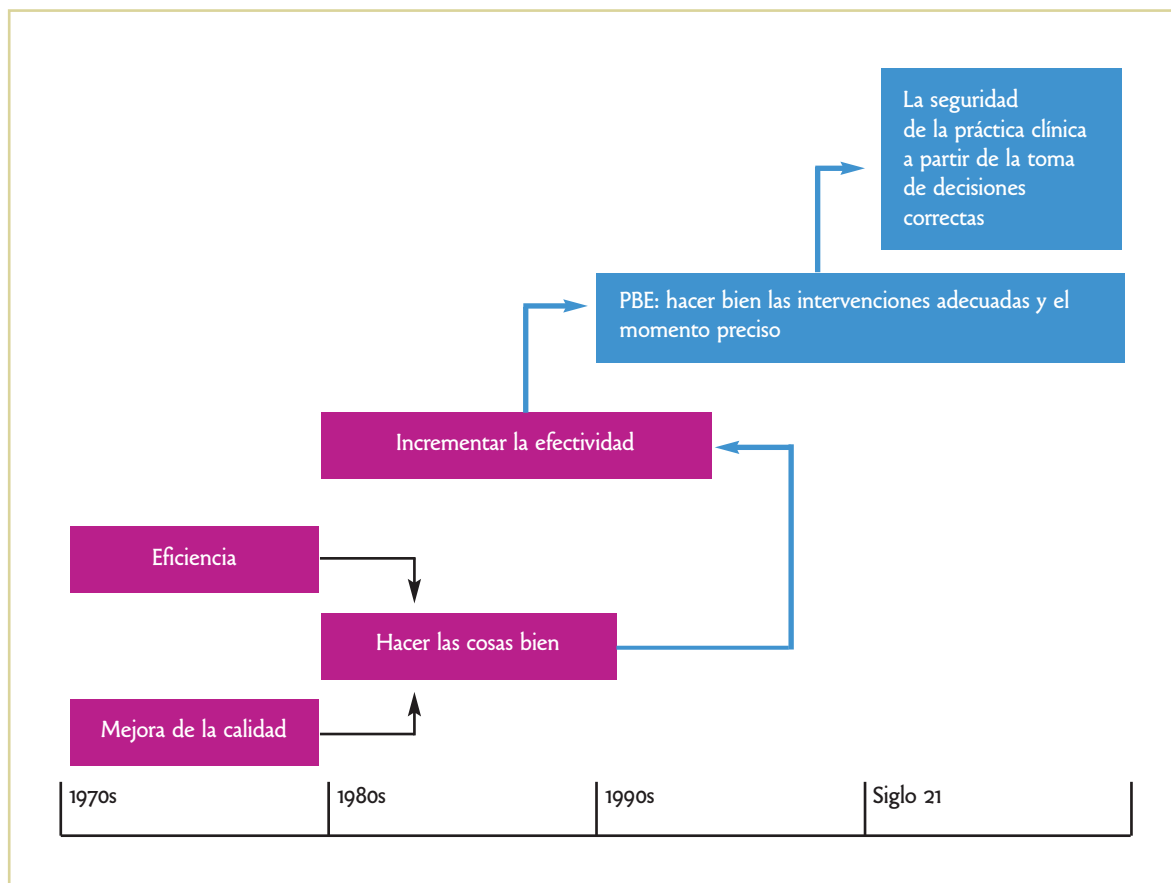 La seguridad
de la práctica clínica
a partir de la toma
de decisiones
correctas
PBE: hacer bien las intervenciones adecuadas y el
momento preciso
Incrementar la efectividad
Eficiencia
Hacer las cosas bien
Mejora de la calidad
1970s
1980s
1990s
Siglo 21